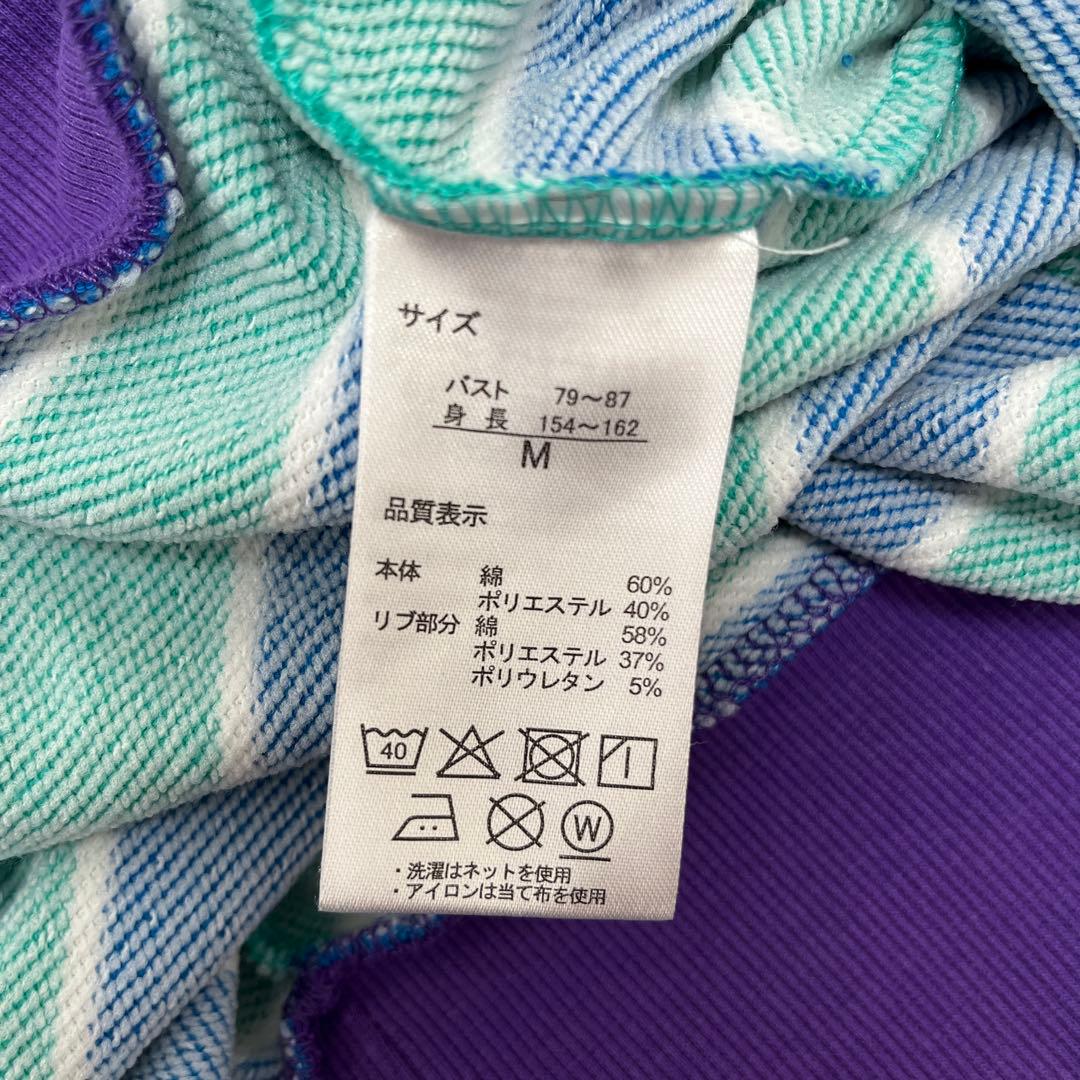 サイズ
バスト 79～87
身長 154～162
M
品質表示
本体 綿 60%
ポリエステル 40%
リブ部分 綿 58%
ポリエステル 37%
ポリウレタン 5%
40
W
・洗濯はネットを使用
・アイロンは当て布を使用